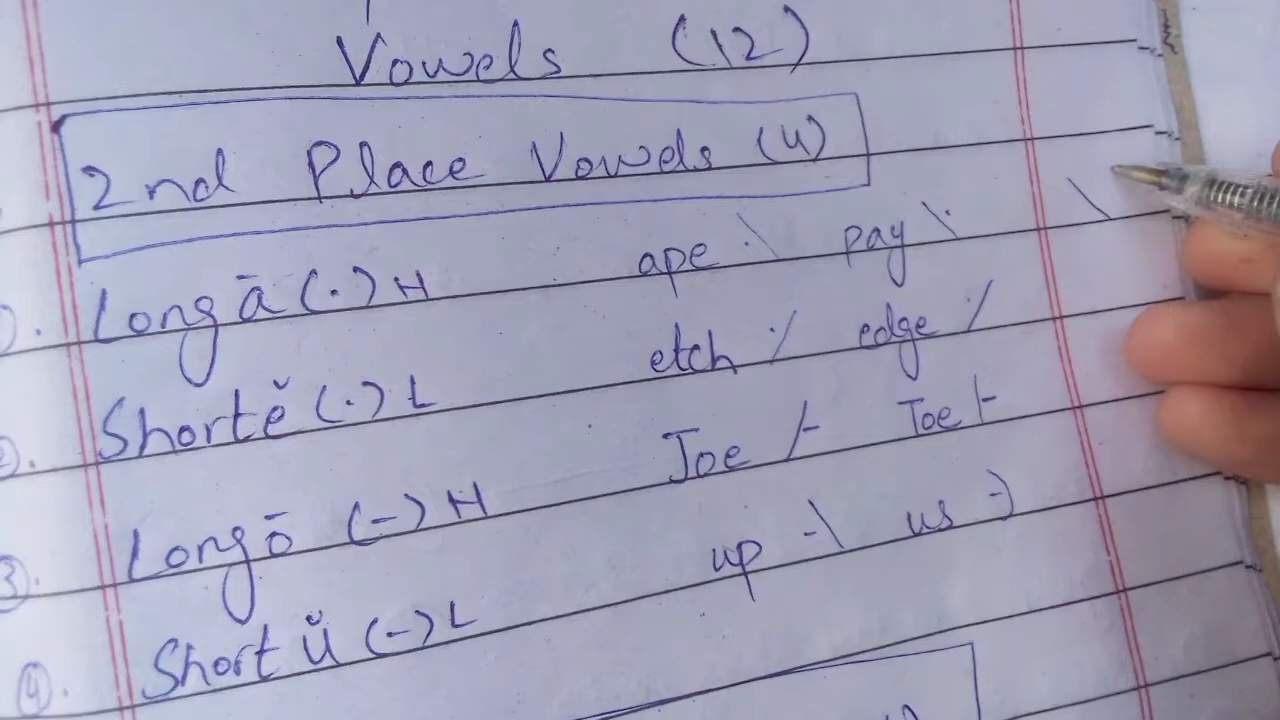 Vowels (12)
2nd Place Vowels (4)
1. Long ā (.) H ape pay
2. Short ĕ (.) L etch edge
3. Long ō (-) H Joe Toe
4. Short ŭ (-) L up us